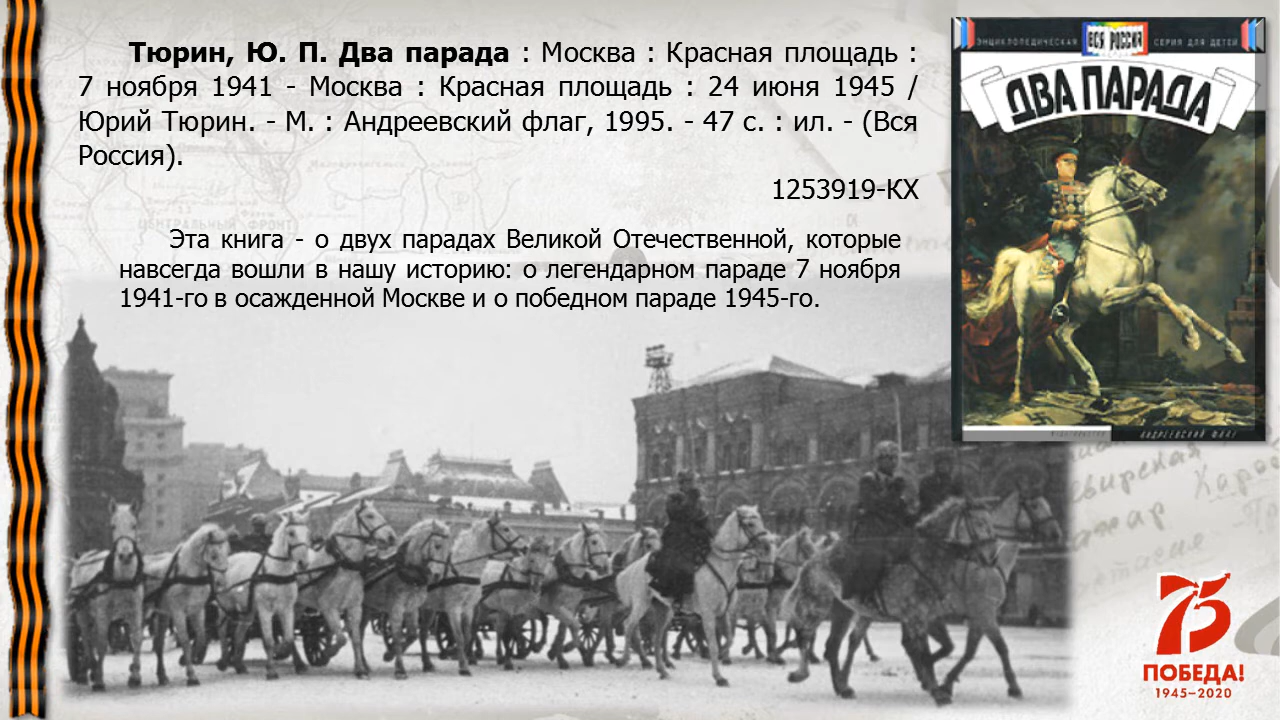 Тюрин, Ю. П. Два парада : Москва : Красная площадь :
7 ноября 1941 - Москва : Красная площадь : 24 июня 1945 /
Юрий Тюрин. - М. : Андреевский флаг, 1995. - 47 с. : ил. - (Вся
Россия).
1253919-КХ
Эта книга - о двух парадах Великой Отечественной, которые
навсегда вошли в нашу историю: о легендарном параде 7 ноября
1941-го в осажденной Москве и о победном параде 1945-го.
ЭНЦИКЛОПЕДИЧЕСКАЯ ВСЯ РОССИЯ СЕРИЯ ДЛЯ ДЕТЕЙ
ДВА ПАРАДА
АНДРЕЕВСКИЙ ФЛАГ
ЦЕНТРАЛЬНЫЙ ФРОНТ
75
ПОБЕДА!
1945–2020